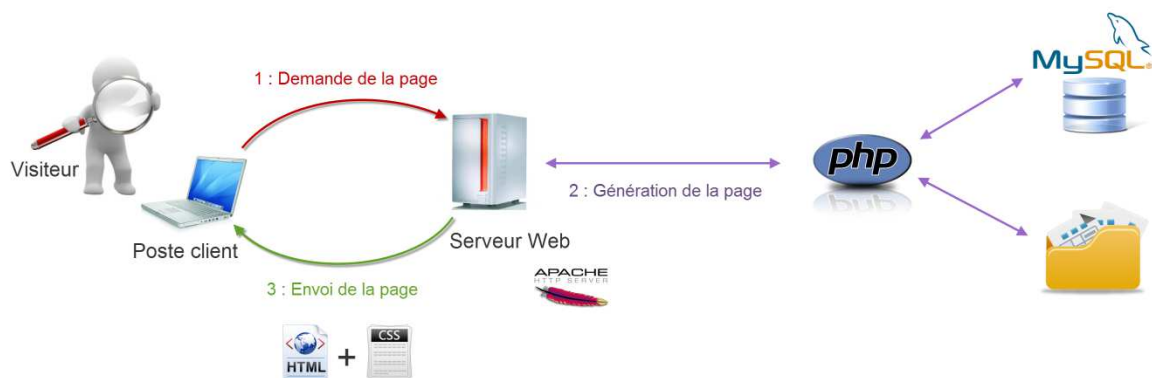 MySQL®
1 : Demande de la page
Visiteur
php
2 : Génération de la page
Poste client
Serveur Web
APACHE
HTTP SERVER
3 : Envoi de la page
HTML
+
CSS